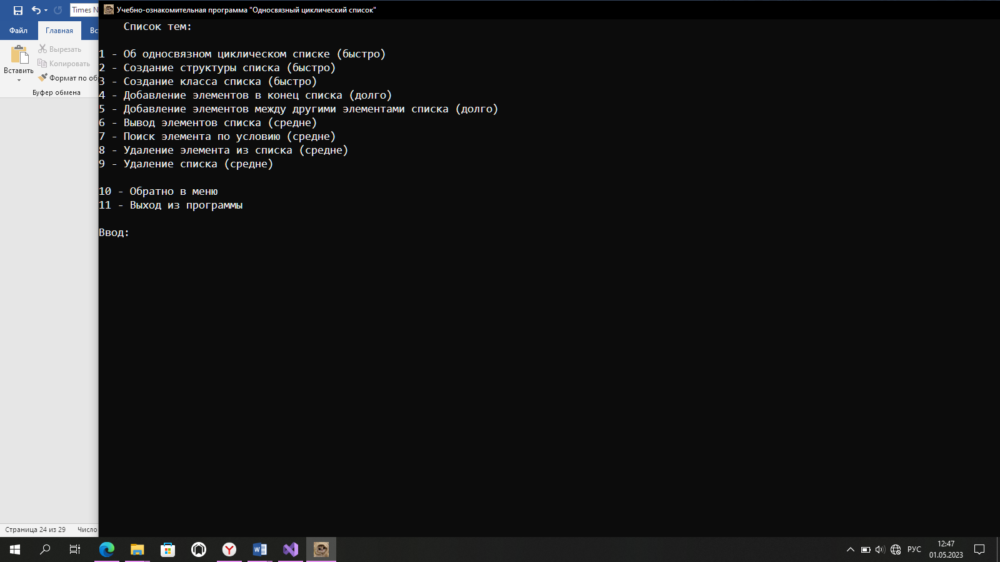 Times N
Учебно-ознакомительная программа "Односвязный циклический список"
Файл
Главная
Вс
Вырезать
Копировать
Вставить
Формат по об
Буфер обмена
Список тем:
1 - Об односвязном циклическом списке (быстро)
2 - Создание структуры списка (быстро)
3 - Создание класса списка (быстро)
4 - Добавление элементов в конец списка (долго)
5 - Добавление элементов между другими элементами списка (долго)
6 - Вывод элементов списка (средне)
7 - Поиск элемента по условию (средне)
8 - Удаление элемента из списка (средне)
9 - Удаление списка (средне)
10 - Обратно в меню
11 - Выход из программы
Ввод:
Страница 24 из 29 Число
РУС
12:47
01.05.2023